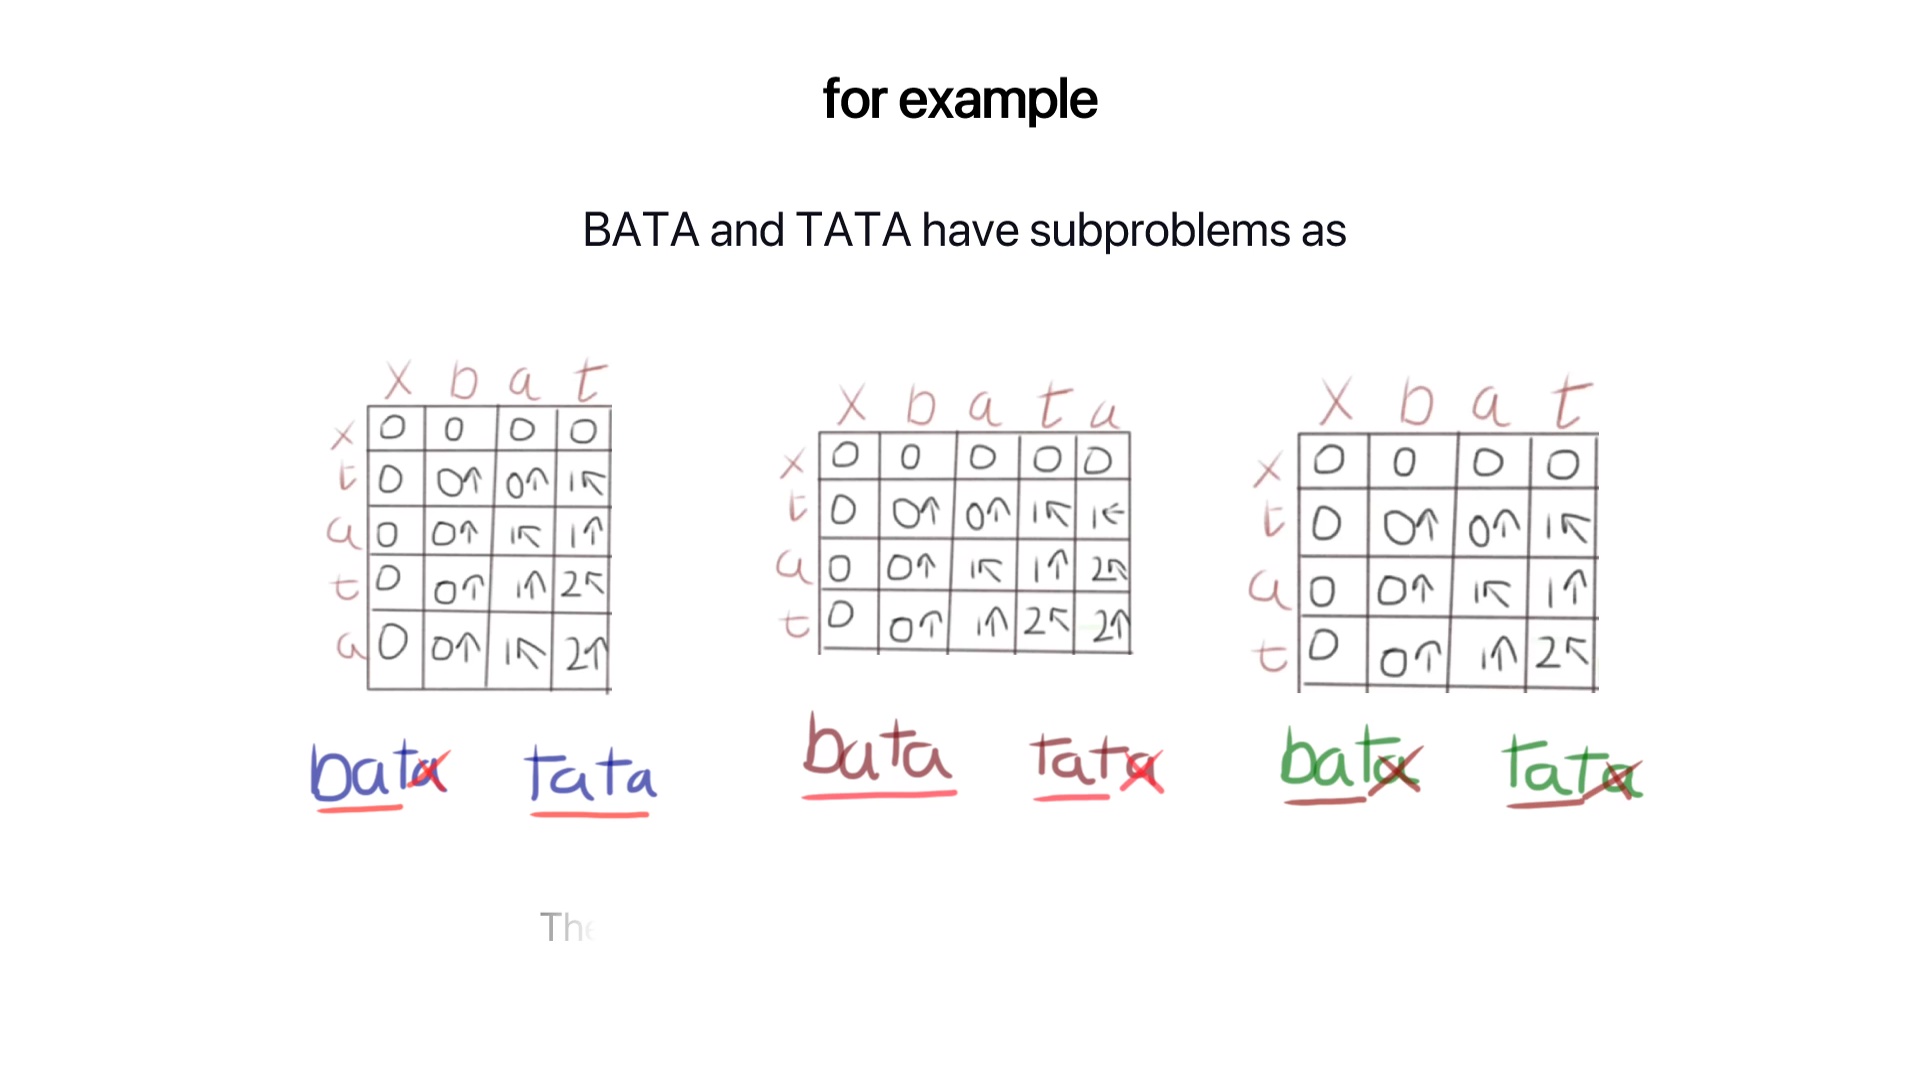 for example
BATA and TATA have subproblems as
x b a t
x 0 0 0 0
t 0 0↑ 0↑ 1↖
a 0 0↑ 1↖ 1↑
t 0 0↑ 1↑ 2↖
a 0 0↑ 1↖ 2↑
bata tata
x b a t a
x 0 0 0 0 0
t 0 0↑ 0↑ 1↖ 1←
a 0 0↑ 1↖ 1↑ 2↖
t 0 0↑ 1↑ 2↖ 2↑
bata tata
x b a t
x 0 0 0 0
t 0 0↑ 0↑ 1↖
a 0 0↑ 1↖ 1↑
t 0 0↑ 1↑ 2↖
bata tata
The